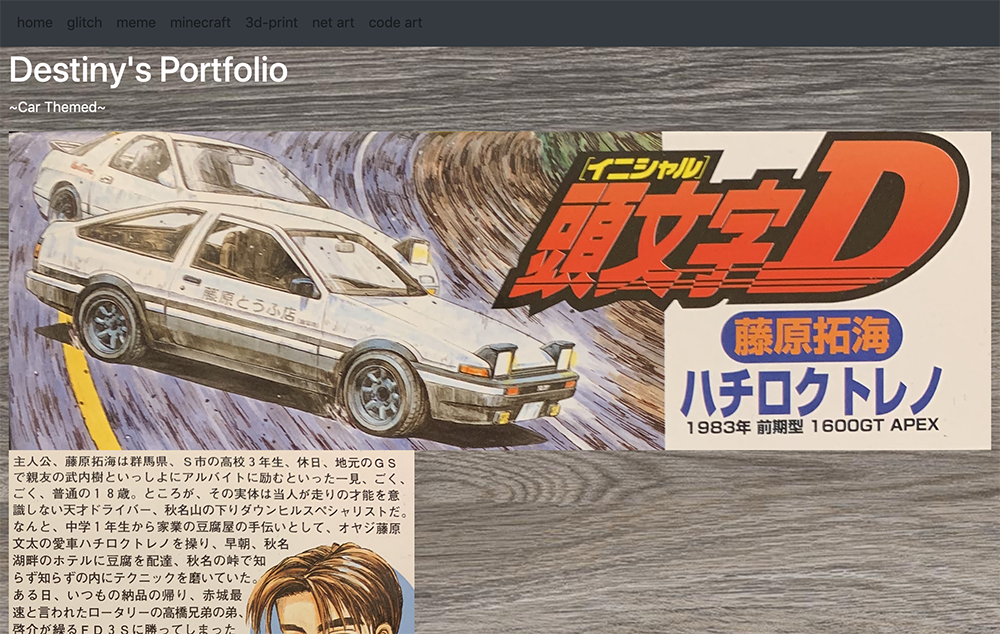 home glitch meme minecraft 3d-print net art code art
Destiny's Portfolio
~Car Themed~
[イニシャル]
頭文字D
藤原とうふ店
藤原拓海
ハチロクトレノ
1983年 前期型 1600GT APEX
主人公、藤原拓海は群馬県、S市の高校3年生、休日、地元のGS
で親友の武内樹といっしよにアルバイトに励むといった一見、ごく、
ごく、普通の18歳。ところが、その実体は当人が走りの才能を意
識しない天才ドライバー、秋名山の下りダウンヒルスペシャリストだ。
なんと、中学1年生から家業の豆腐屋の手伝いとして、オヤジ藤原
文太の愛車ハチロクトレノを操り、早朝、秋名
湖畔のホテルに豆腐を配達、秋名の峠で知
らず知らずの内にテクニックを磨いていた。
ある日、いつもの納品の帰り、赤城最
速と言われたロータリーの高橋兄弟の弟、
啓介が繰るFD3Sに勝ってしまった